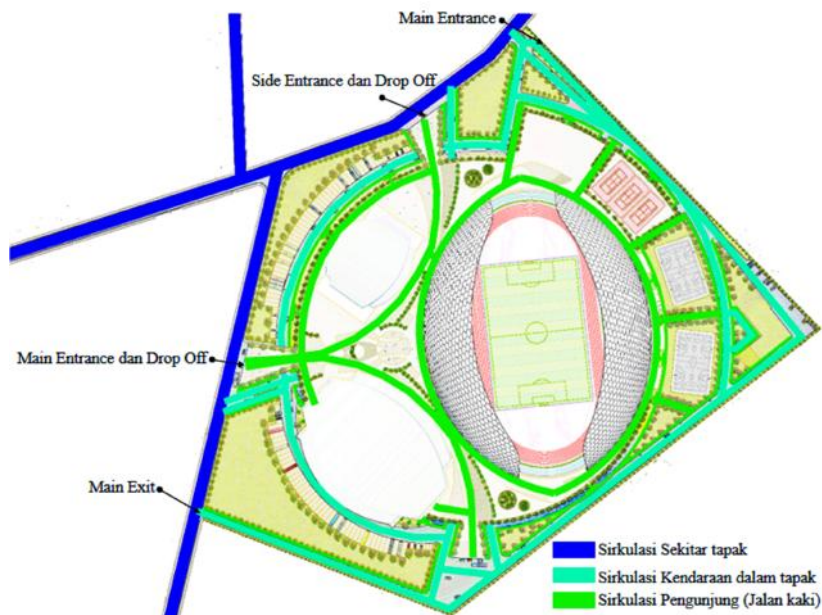 Main Entrance
Side Entrance dan Drop Off
Main Entrance dan Drop Off
Main Exit
Sirkulasi Sekitar tapak
Sirkulasi Kendaraan dalam tapak
Sirkulasi Pengunjung (Jalan kaki)